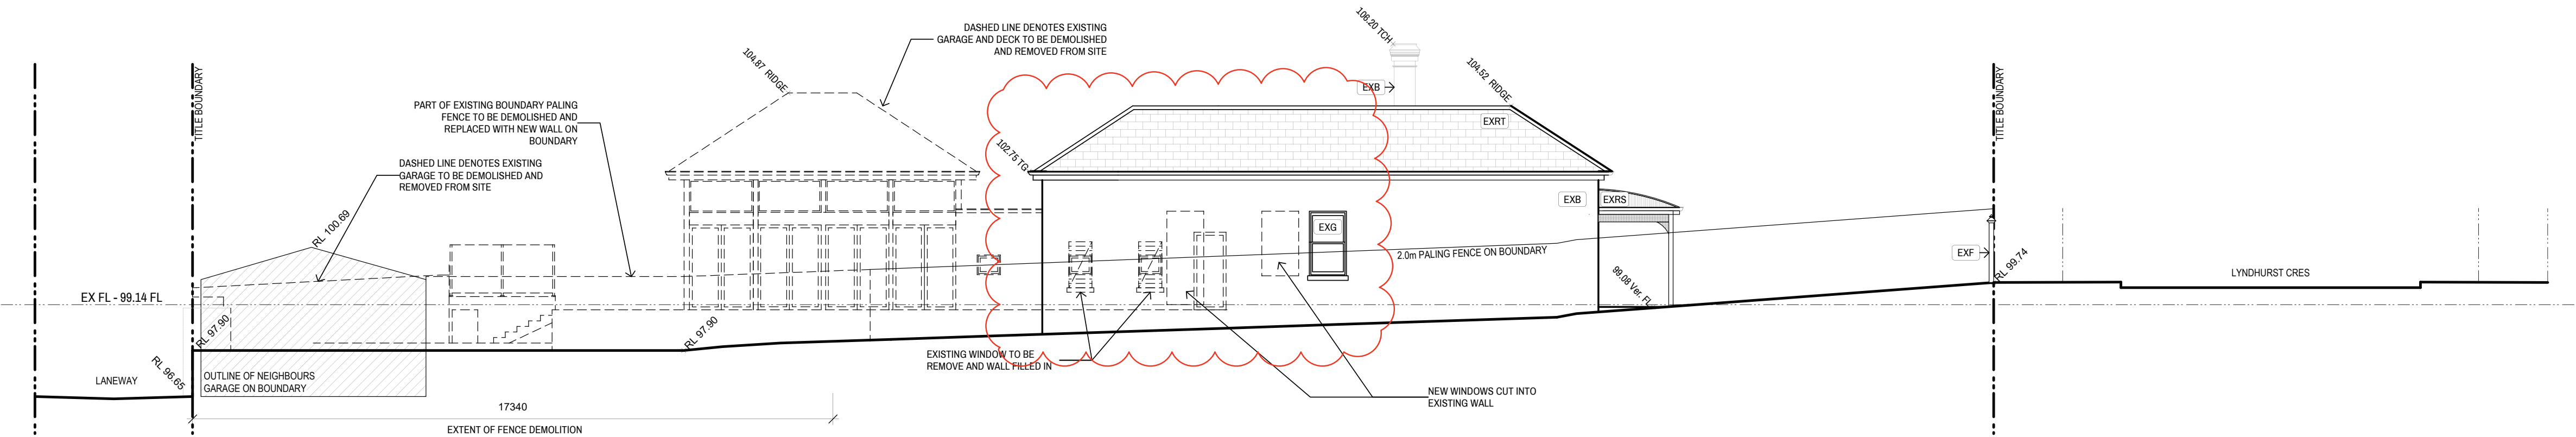 106.20 TCH
DASHED LINE DENOTES EXISTING
GARAGE AND DECK TO BE DEMOLISHED
AND REMOVED FROM SITE
104.87 RIDGE
104.52 RIDGE
TITLE BOUNDARY
TITLE BOUNDARY
EXB
PART OF EXISTING BOUNDARY PALING
FENCE TO BE DEMOLISHED AND
REPLACED WITH NEW WALL ON
BOUNDARY
EXRT
DASHED LINE DENOTES EXISTING
GARAGE TO BE DEMOLISHED AND
REMOVED FROM SITE
102.75 TG
EXB
EXRS
RL 100.69
EXG
2.0m PALING FENCE ON BOUNDARY
EXF
RL 99.74
LYNDHURST CRES
99.08 Ver. FL
EX FL - 99.14 FL
RL 97.90
RL 97.90
RL 96.65
LANEWAY
OUTLINE OF NEIGHBOURS
GARAGE ON BOUNDARY
EXISTING WINDOW TO BE
REMOVE AND WALL FILLED IN
NEW WINDOWS CUT INTO
EXISTING WALL
17340
EXTENT OF FENCE DEMOLITION